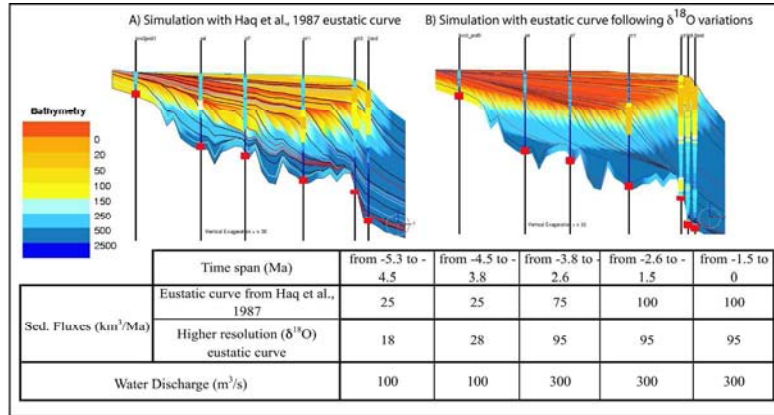 A) Simulation with Haq et al., 1987 eustatic curve
B) Simulation with eustatic curve following δ18O variations
Bathymetry
0
20
50
100
150
250
500
2500
Vertical Exaggeration x 30
Vertical Exaggeration x 30
Time span (Ma)
from -5.3 to -4.5
from -4.5 to -3.8
from -3.8 to -2.6
from -2.6 to -1.5
from -1.5 to 0
Sed. Fluxes (km3/Ma)
Eustatic curve from Haq et al., 1987
25
25
75
100
100
Higher resolution (δ18O) eustatic curve
18
28
95
95
95
Water Discharge (m3/s)
100
100
300
300
300